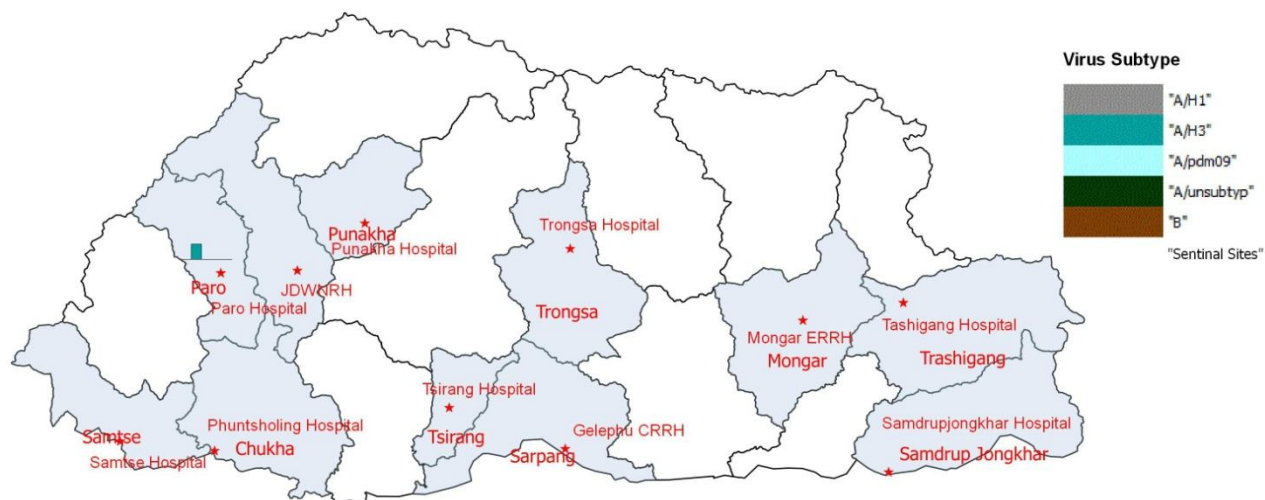 Virus Subtype
"A/H1"
"A/H3"
"A/pdm09"
"A/unsubtyp"
"B"
"Sentinal Sites"
Punakha
Punakha Hospital
Trongsa Hospital
Paro
Paro Hospital
JDWNRH
Trongsa
Mongar ERRH
Mongar
Tashigang Hospital
Trashigang
Tsirang Hospital
Tsirang
Phuntsholing Hospital
Chukha
Samtse
Samtse Hospital
Gelephu CRRH
Sarpang
Samdrupjongkhar Hospital
Samdrup Jongkhar